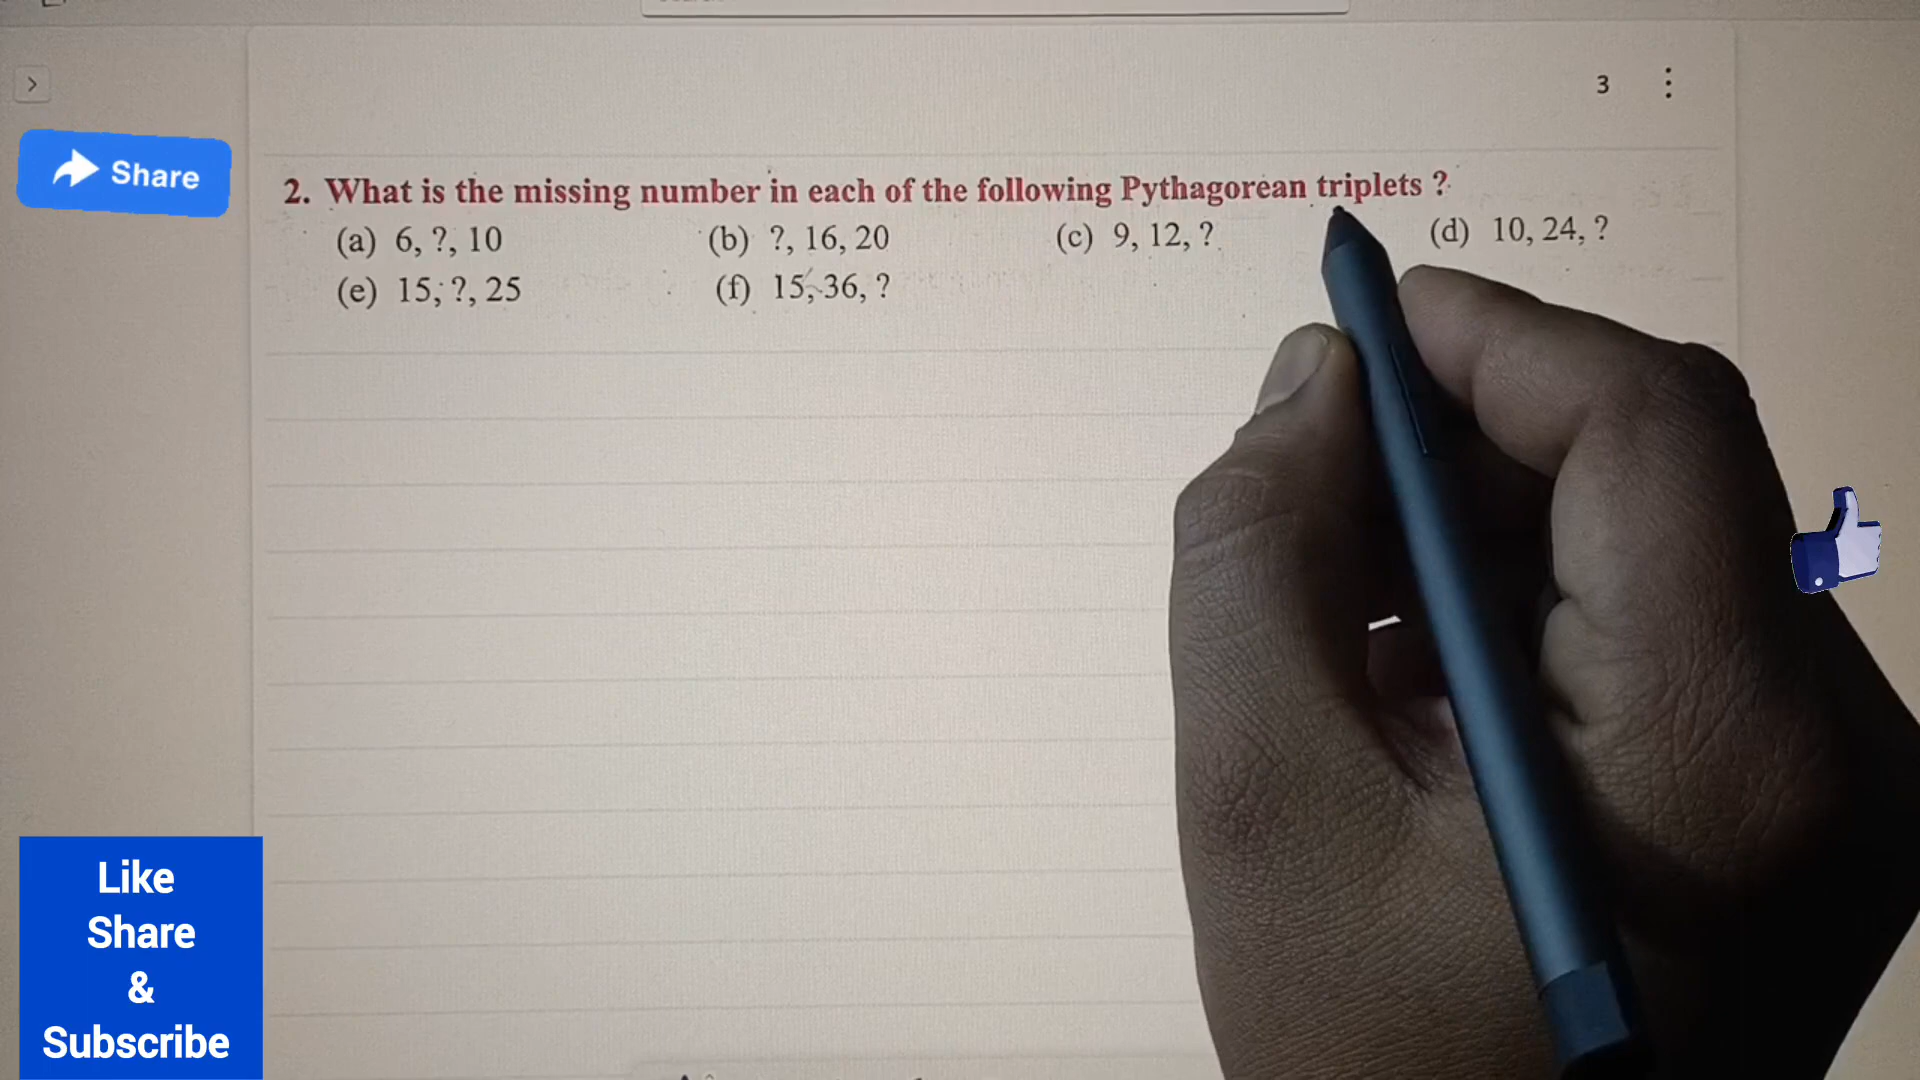 3
Share
2. What is the missing number in each of the following Pythagorean triplets ?
(a) 6, ?, 10 (b) ?, 16, 20 (c) 9, 12, ? (d) 10, 24, ?
(e) 15, ?, 25 (f) 15, 36, ?
Like
Share
&
Subscribe